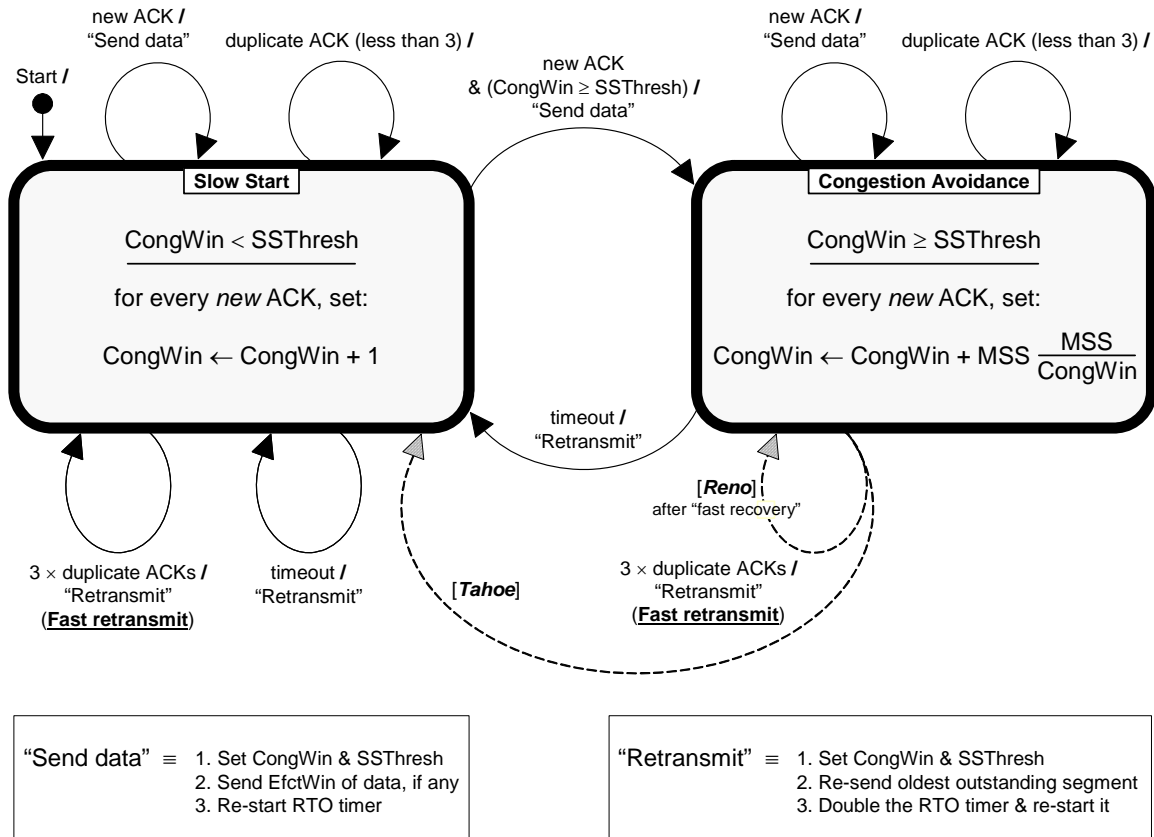 new ACK /
“Send data”
duplicate ACK (less than 3) /
Start /
new ACK
& (CongWin ≥ SSThresh) /
“Send data”
new ACK /
“Send data”
duplicate ACK (less than 3) /
Slow Start
CongWin < SSThresh
for every new ACK, set:
CongWin ← CongWin + 1
Congestion Avoidance
CongWin ≥ SSThresh
for every new ACK, set:
CongWin ← CongWin + MSS MSS
CongWin
timeout /
“Retransmit”
3 × duplicate ACKs /
“Retransmit”
(Fast retransmit)
timeout /
“Retransmit”
[Tahoe]
[Reno]
after “fast recovery”
3 × duplicate ACKs /
“Retransmit”
(Fast retransmit)
“Send data” ≡ 1. Set CongWin & SSThresh
2. Send EfctWin of data, if any
3. Re-start RTO timer
“Retransmit” ≡ 1. Set CongWin & SSThresh
2. Re-send oldest outstanding segment
3. Double the RTO timer & re-start it